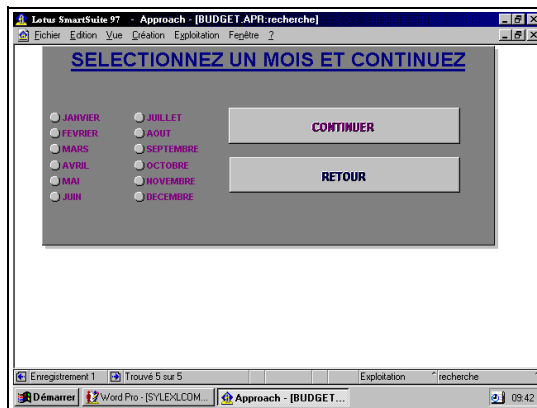 Lotus SmartSuite 97 - Approach - [BUDGET.APR:recherche]
Fichier Edition Vue Création Exploitation Fenêtre ?
SELECTIONNEZ UN MOIS ET CONTINUEZ
JANVIER
FEVRIER
MARS
AVRIL
MAI
JUIN
JUILLET
AOUT
SEPTEMBRE
OCTOBRE
NOVEMBRE
DECEMBRE
CONTINUER
RETOUR
Enregistrement 1 Trouvé 5 sur 5 Exploitation recherche
Démarrer Word Pro - [SYLEXLCOM... Approach - [BUDGET... 09:42